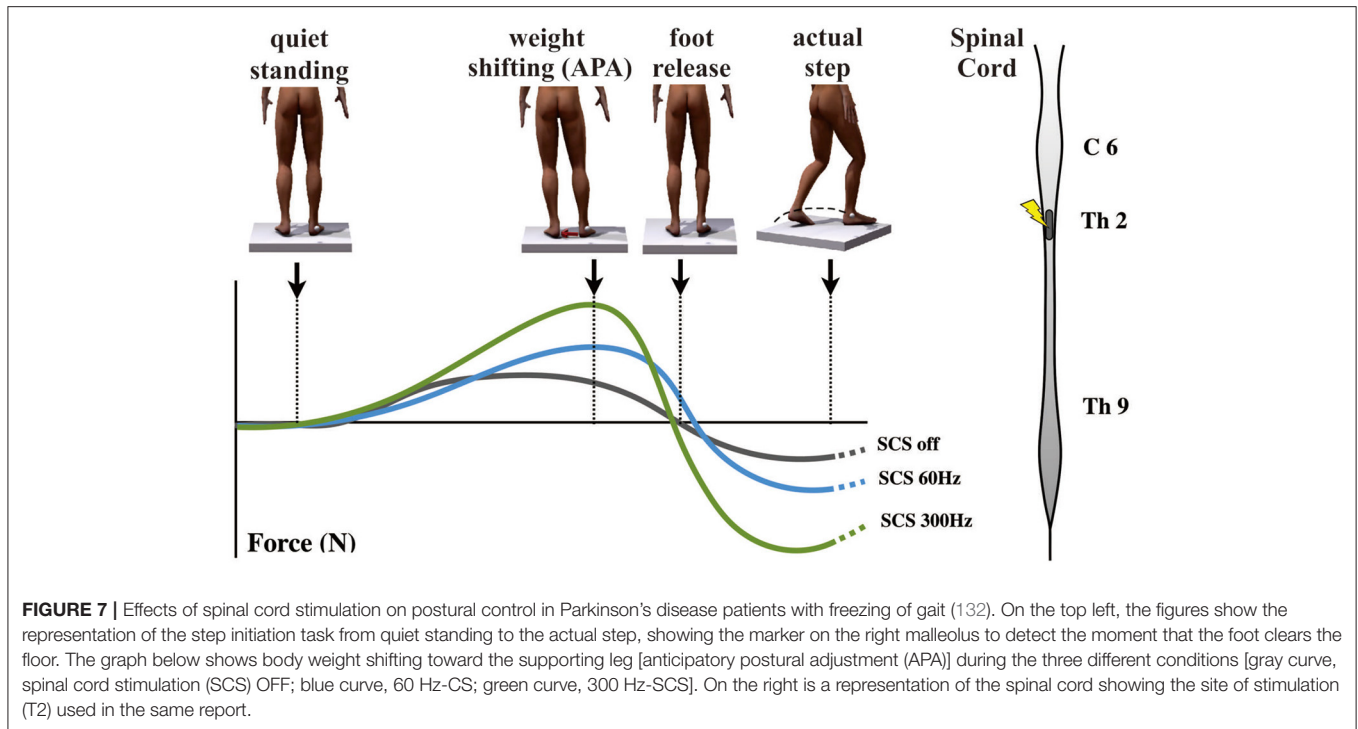 quiet
standing
weight
shifting (APA)
foot
release
actual
step
Spinal
Cord
C 6
Th 2
Th 9
SCS off
SCS 60Hz
SCS 300Hz
Force (N)
FIGURE 7 | Effects of spinal cord stimulation on postural control in Parkinson's disease patients with freezing of gait (132). On the top left, the figures show the
representation of the step initiation task from quiet standing to the actual step, showing the marker on the right malleolus to detect the moment that the foot clears the
floor. The graph below shows body weight shifting toward the supporting leg [anticipatory postural adjustment (APA)] during the three different conditions [gray curve,
spinal cord stimulation (SCS) OFF; blue curve, 60 Hz-CS; green curve, 300 Hz-SCS]. On the right is a representation of the spinal cord showing the site of stimulation
(T2) used in the same report.